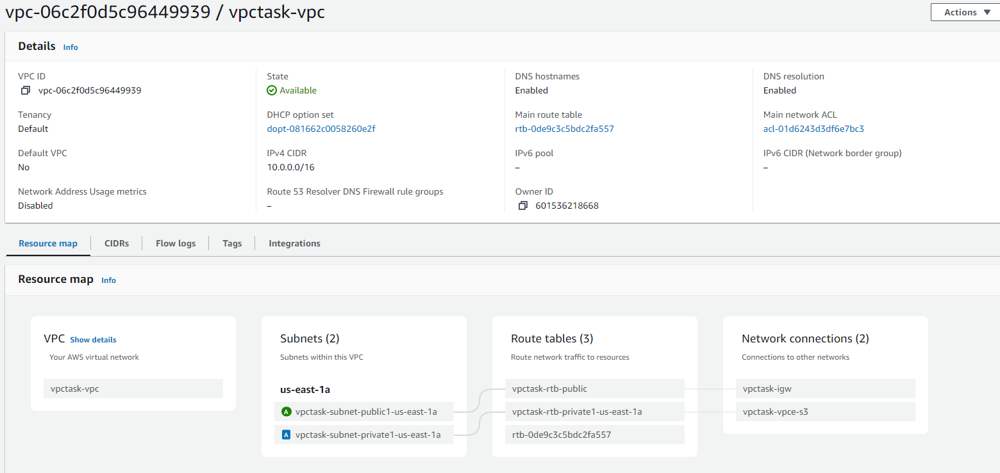 vpc-06c2f0d5c96449939 / vpctask-vpc
Actions
Details Info
VPC ID
vpc-06c2f0d5c96449939
State
Available
DNS hostnames
Enabled
DNS resolution
Enabled
Tenancy
Default
DHCP option set
dopt-081662c0058260e2f
Main route table
rtb-0de9c3c5bdc2fa557
Main network ACL
acl-01d6243d3df6e7bc3
Default VPC
No
IPv4 CIDR
10.0.0.0/16
IPv6 pool
–
IPv6 CIDR (Network border group)
–
Network Address Usage metrics
Disabled
Route 53 Resolver DNS Firewall rule groups
–
Owner ID
601536218668
Resource map
CIDRs
Flow logs
Tags
Integrations
Resource map Info
VPC Show details
Your AWS virtual network
vpctask-vpc
Subnets (2)
Subnets within this VPC
us-east-1a
A vpctask-subnet-public1-us-east-1a
A vpctask-subnet-private1-us-east-1a
Route tables (3)
Route network traffic to resources
vpctask-rtb-public
vpctask-rtb-private1-us-east-1a
rtb-0de9c3c5bdc2fa557
Network connections (2)
Connections to other networks
vpctask-igw
vpctask-vpce-s3